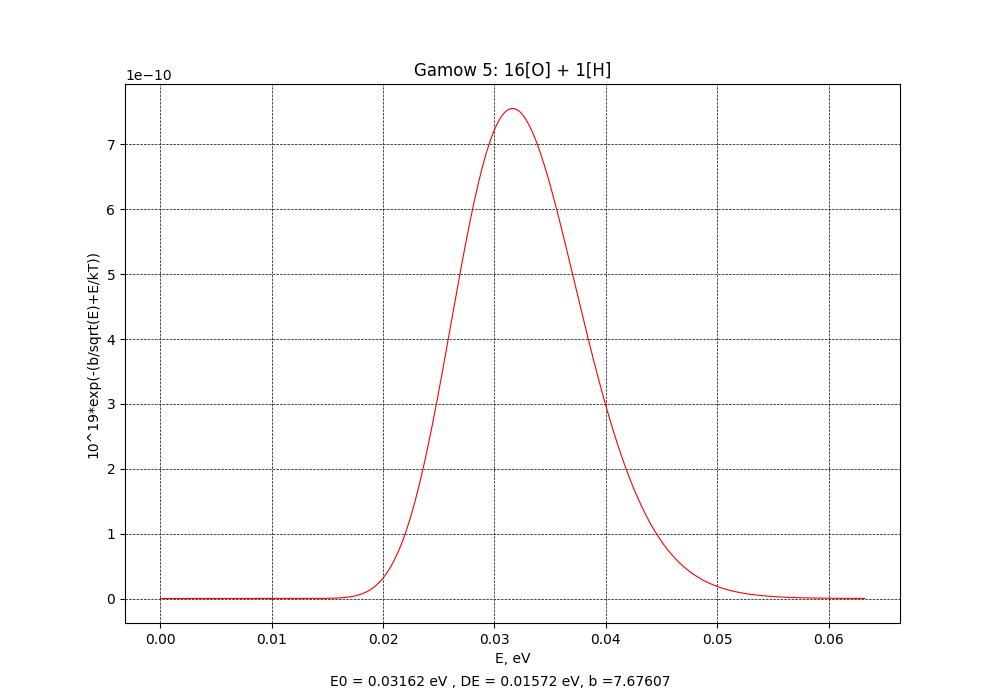 Gamow 5: 16[O] + 1[H]
1e−10
10^19*exp(-(b/sqrt(E)+E/kT))
7
6
5
4
3
2
1
0
0.00 0.01 0.02 0.03 0.04 0.05 0.06
E, eV
E0 = 0.03162 eV , DE = 0.01572 eV, b =7.67607